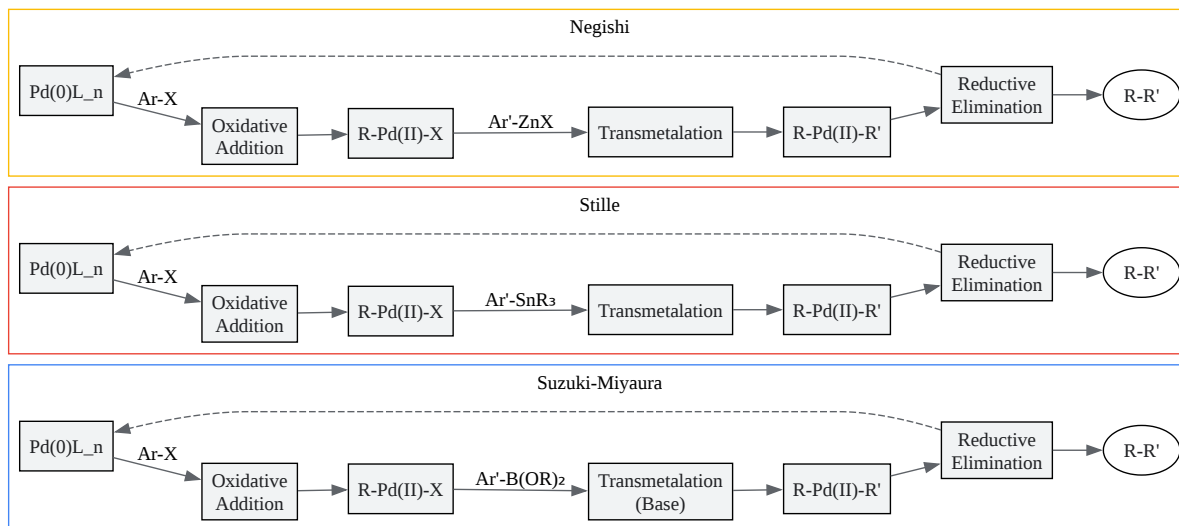 Negishi
Pd(0)L_n
Ar-X
Oxidative
Addition
R-Pd(II)-X
Ar'-ZnX
Transmetalation
R-Pd(II)-R'
Reductive
Elimination
R-R'
Stille
Pd(0)L_n
Ar-X
Oxidative
Addition
R-Pd(II)-X
Ar'-SnR₃
Transmetalation
R-Pd(II)-R'
Reductive
Elimination
R-R'
Suzuki-Miyaura
Pd(0)L_n
Ar-X
Oxidative
Addition
R-Pd(II)-X
Ar'-B(OR)₂
Transmetalation
(Base)
R-Pd(II)-R'
Reductive
Elimination
R-R'